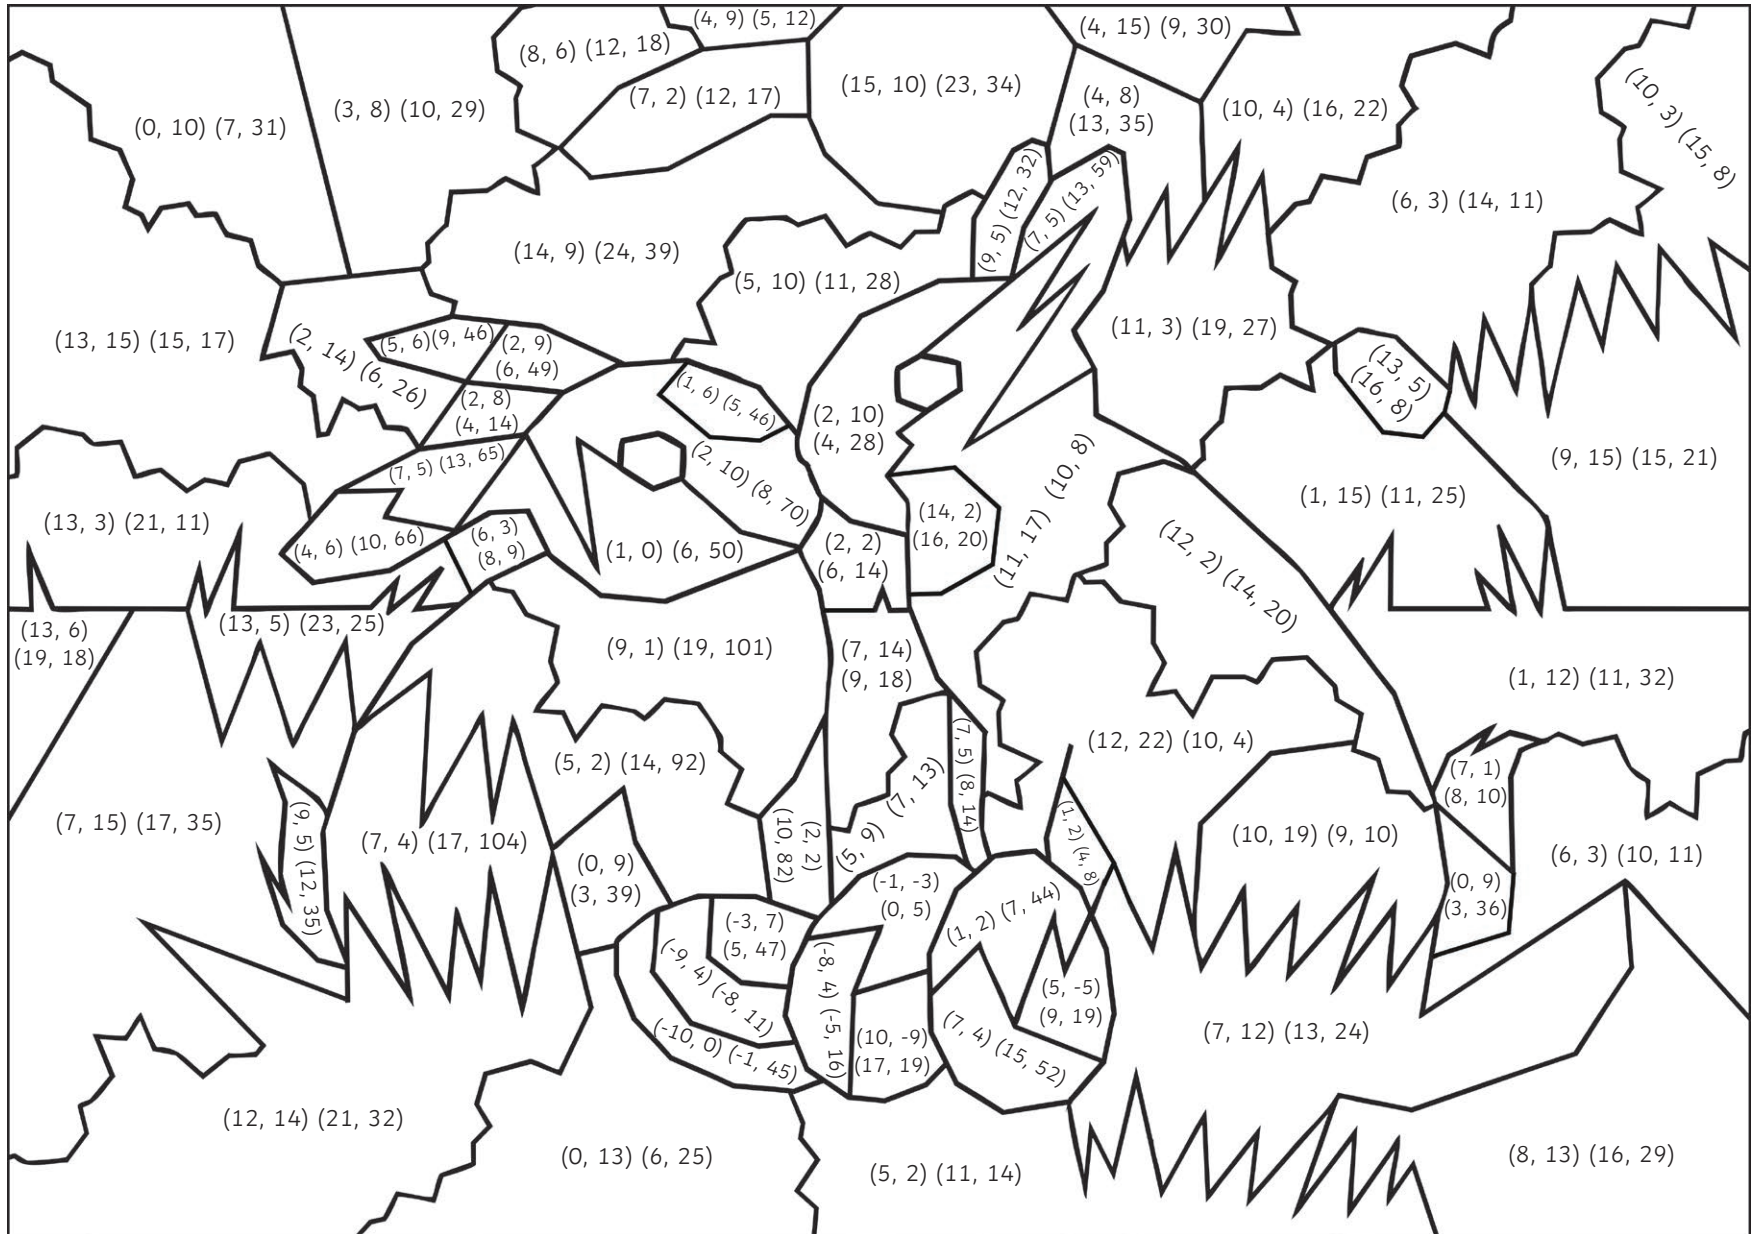 (4, 9) (5, 12)
(4, 15) (9, 30)
(8, 6) (12, 18)
(15, 10) (23, 34)
(7, 2) (12, 17)
(3, 8) (10, 29)
(4, 8)
(13, 35)
(10, 4) (16, 22)
(10, 3) (15, 8)
(0, 10) (7, 31)
(6, 3) (14, 11)
(9, 5) (12, 32)
(7, 5) (13, 59)
(14, 9) (24, 39)
(5, 10) (11, 28)
(11, 3) (19, 27)
(13, 15) (15, 17)
(2, 14) (6, 26)
(5, 6)(9, 46)
(2, 9)
(6, 49)
(2, 8)
(4, 14)
(1, 6) (5, 46)
(2, 10)
(4, 28)
(13, 5)
(16, 8)
(9, 15) (15, 21)
(7, 5) (13, 65)
(2, 10) (8, 70)
(1, 15) (11, 25)
(13, 3) (21, 11)
(4, 6) (10, 66)
(6, 3)
(8, 9)
(1, 0) (6, 50)
(2, 2)
(6, 14)
(14, 2)
(16, 20)
(11, 17) (10, 8)
(12, 2) (14, 20)
(13, 6)
(19, 18)
(13, 5) (23, 25)
(9, 1) (19, 101)
(7, 14)
(9, 18)
(1, 12) (11, 32)
(12, 22) (10, 4)
(5, 2) (14, 92)
(7, 5) (8, 14)
(5, 9) (7, 13)
(7, 1)
(8, 10)
(7, 15) (17, 35)
(9, 5) (12, 35)
(7, 4) (17, 104)
(2, 2)
(10, 82)
(1, 2) (4, 8)
(10, 19) (9, 10)
(6, 3) (10, 11)
(0, 9)
(3, 39)
(-1, -3)
(0, 5)
(0, 9)
(3, 36)
(-3, 7)
(5, 47)
(1, 2) (7, 44)
(-9, 4) (-8, 11)
(-8, 4) (-5, 16)
(5, -5)
(9, 19)
(-10, 0) (-1, 45)
(10, -9)
(17, 19)
(7, 4) (15, 52)
(7, 12) (13, 24)
(12, 14) (21, 32)
(0, 13) (6, 25)
(5, 2) (11, 14)
(8, 13) (16, 29)